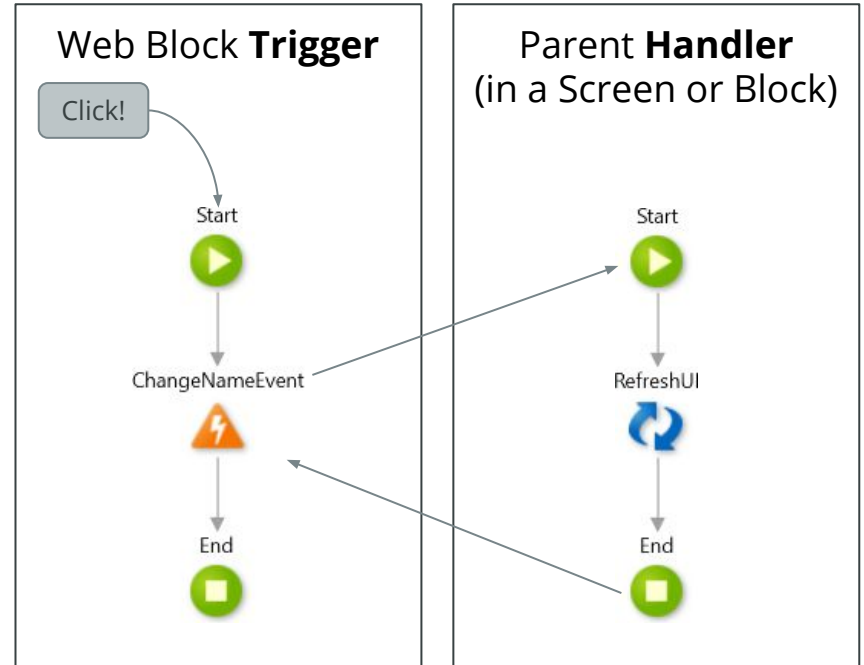 Web Block Trigger
Click!
Start
ChangeNameEvent
End
Parent Handler
(in a Screen or Block)
Start
RefreshUI
End